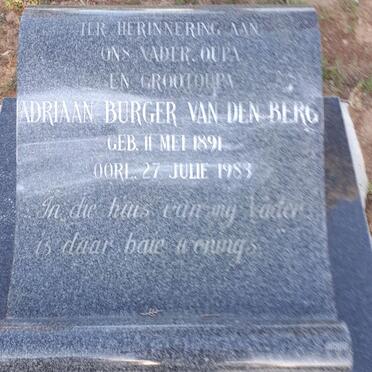 TER HERINNERING AAN
ONS VADER, OUPA
EN GROOTOUPA
ADRIAAN BURGER VAN DEN BERG
GEB. 11 MEI 1891
OORL. 27 JULIE 1983
In die huis van my Vader
is daar baie wonings